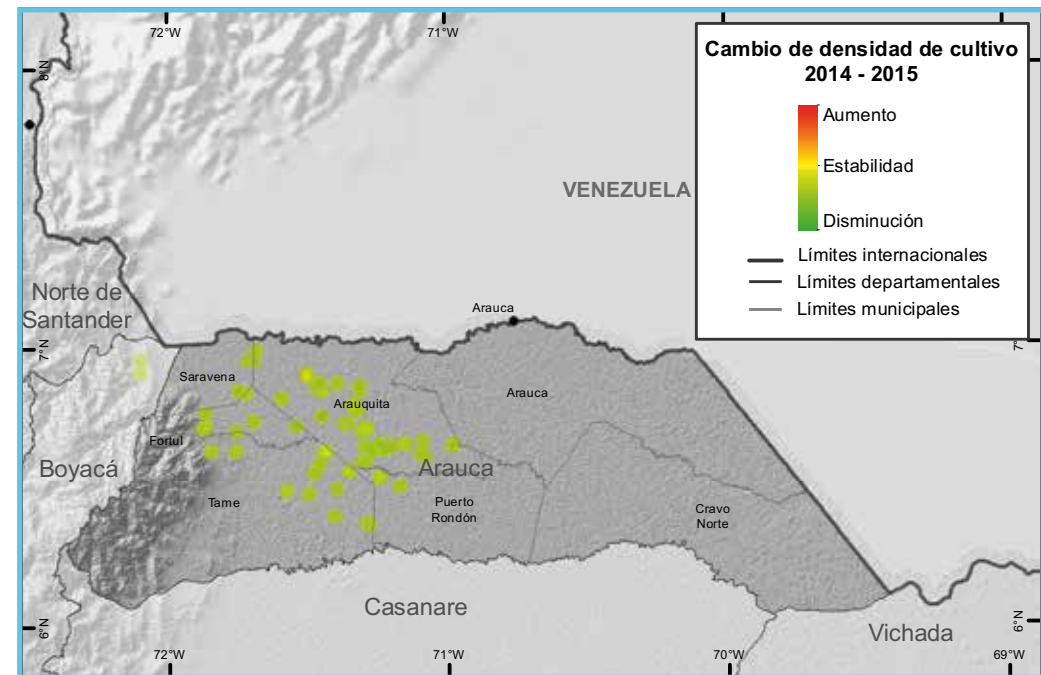 72°W
71°W
8°N
Cambio de densidad de cultivo
2014 - 2015
Aumento
Estabilidad
Disminución
Límites internacionales
Límites departamentales
Límites municipales
VENEZUELA
Norte de
Santander
Arauca
7°N
7°
Saravena
Arauquita
Arauca
Fortul
Boyacá
Arauca
Tame
Puerto
Rondón
Cravo
Norte
Casanare
Vichada
6°N
6°N
72°W
71°W
70°W
69°W